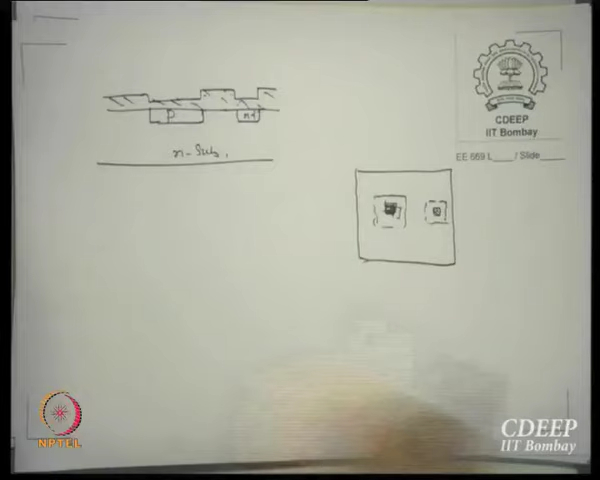 P
n+
n-Sub.
CDEEP
IIT Bombay
EE 669 L____ / Slide____
NPTEL
CDEEP
IIT Bombay